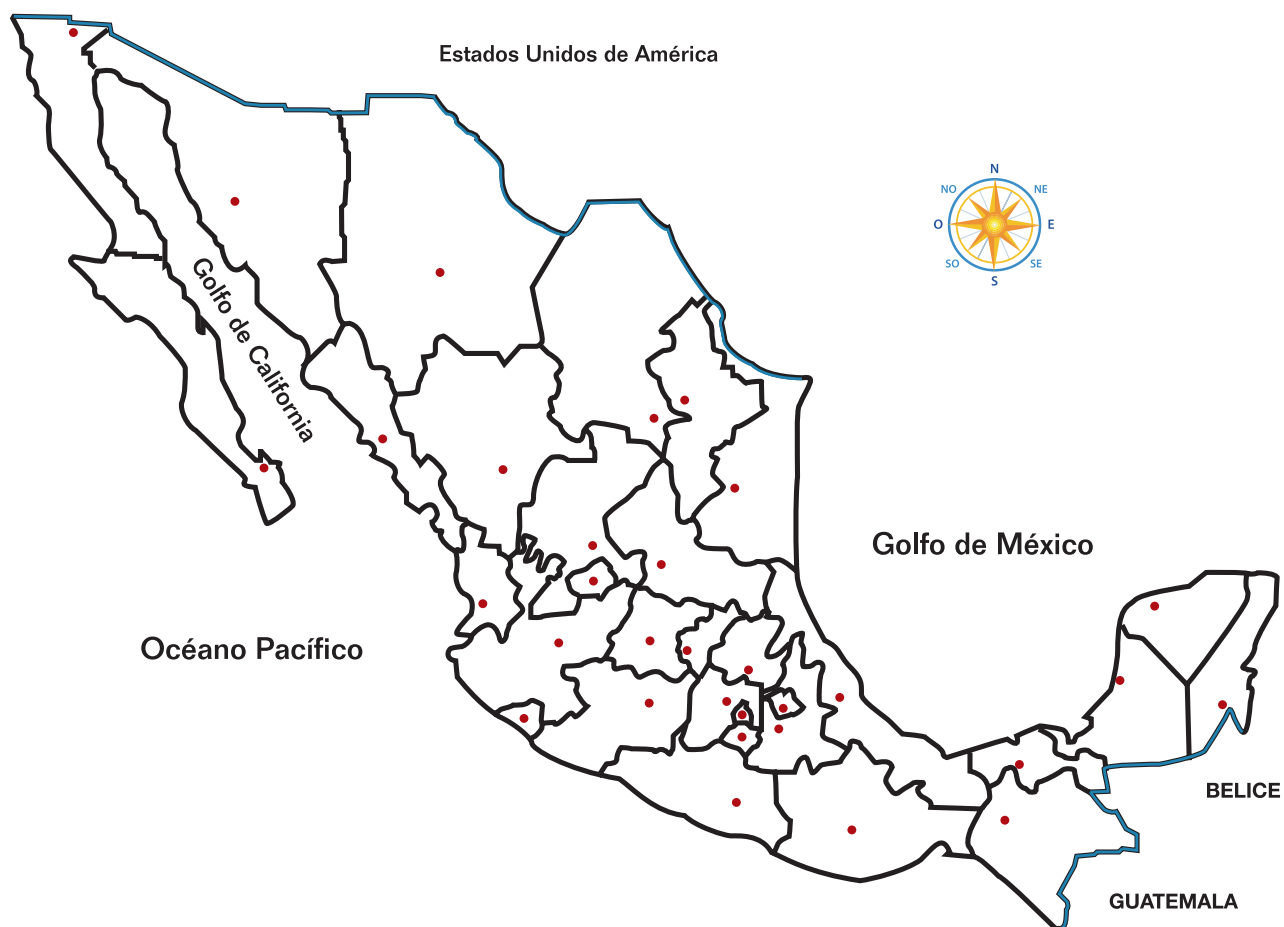 Estados Unidos de América
N
NO
NE
O
E
SO
SE
S
Golfo de California
Golfo de México
Océano Pacífico
BELICE
GUATEMALA